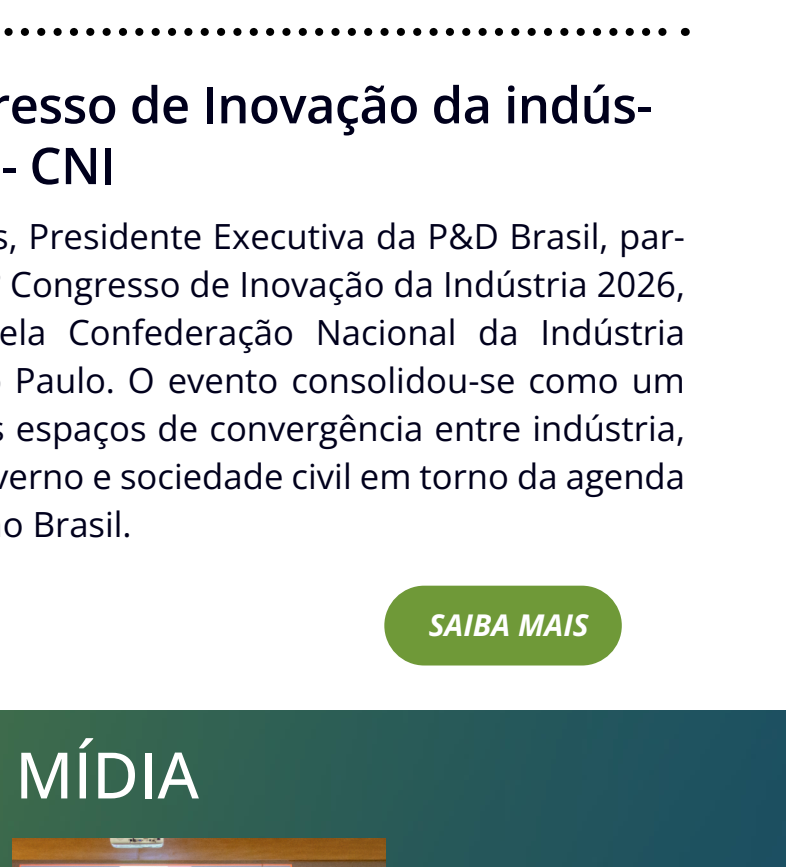 resso de Inovação da indús-
- CNI
s, Presidente Executiva da P&D Brasil, par-
Congresso de Inovação da Indústria 2026,
ela Confederação Nacional da Indústria
Paulo. O evento consolidou-se como um
s espaços de convergência entre indústria,
verno e sociedade civil em torno da agenda
o Brasil.
SAIBA MAIS
MÍDIA